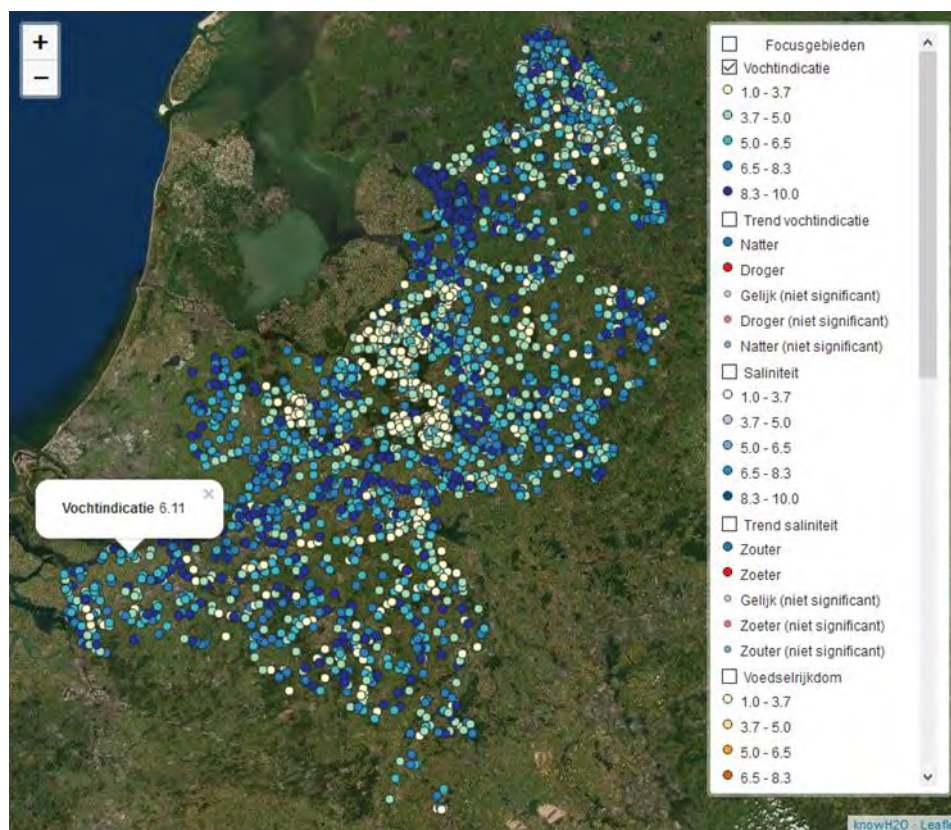 +
−
Vochtindicatie 6.11
×
Focusgebieden
Vochtindicatie
1.0 - 3.7
3.7 - 5.0
5.0 - 6.5
6.5 - 8.3
8.3 - 10.0
Trend vochtindicatie
Natter
Droger
Gelijk (niet significant)
Droger (niet significant)
Natter (niet significant)
Saliniteit
1.0 - 3.7
3.7 - 5.0
5.0 - 6.5
6.5 - 8.3
8.3 - 10.0
Trend saliniteit
Zouter
Zoeter
Gelijk (niet significant)
Zoeter (niet significant)
Zouter (niet significant)
Voedselrijkdom
1.0 - 3.7
3.7 - 5.0
5.0 - 6.5
6.5 - 8.3
knowH2O - Leafl